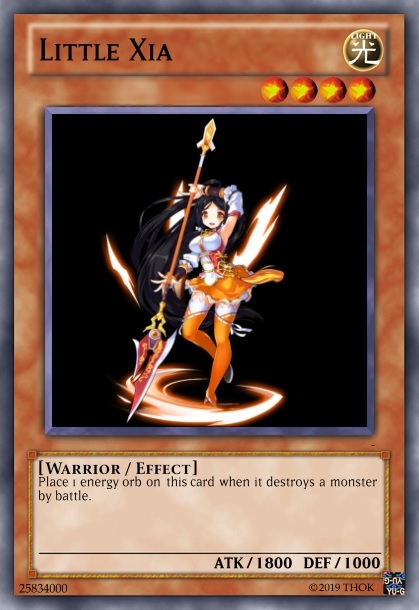 LITTLE XIA
LIGHT
光
[WARRIOR / EFFECT]
Place 1 energy orb on this card when it destroys a monster
by battle.
ATK / 1800 DEF / 1000
25834000
©2019 THOK
YU-G